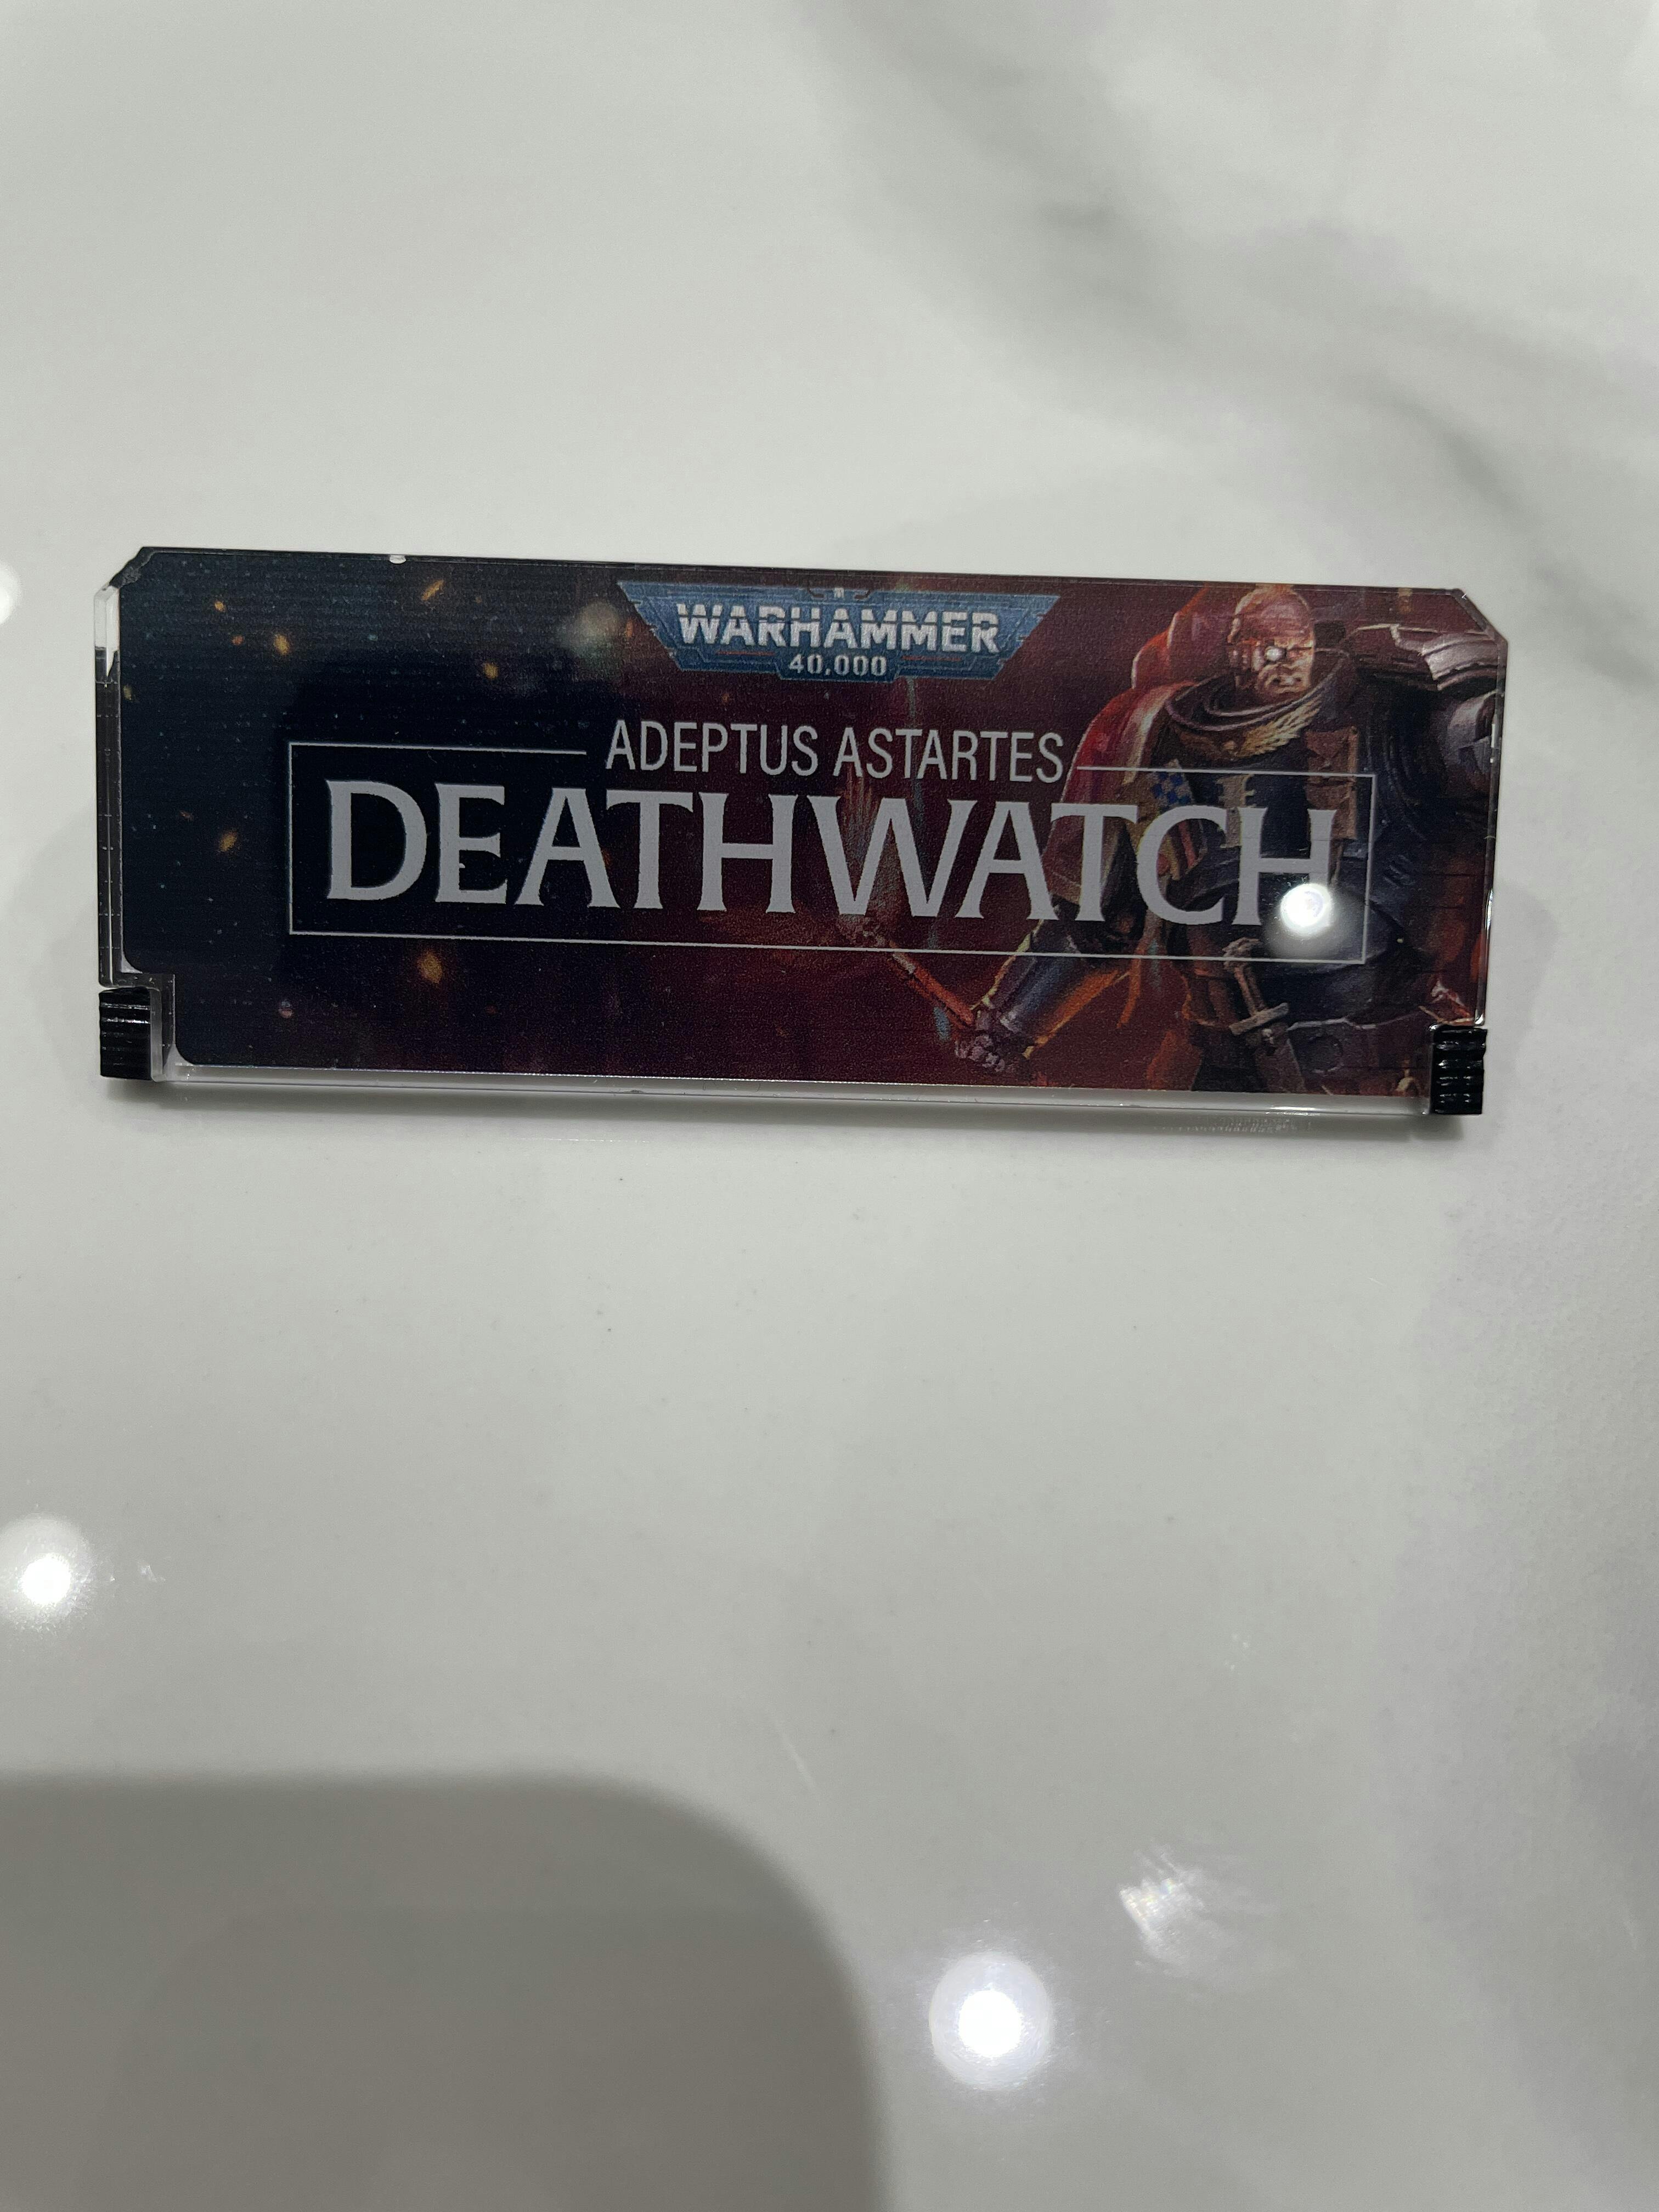 WARHAMMER
40,000
ADEPTUS ASTARTES
DEATHWATCH